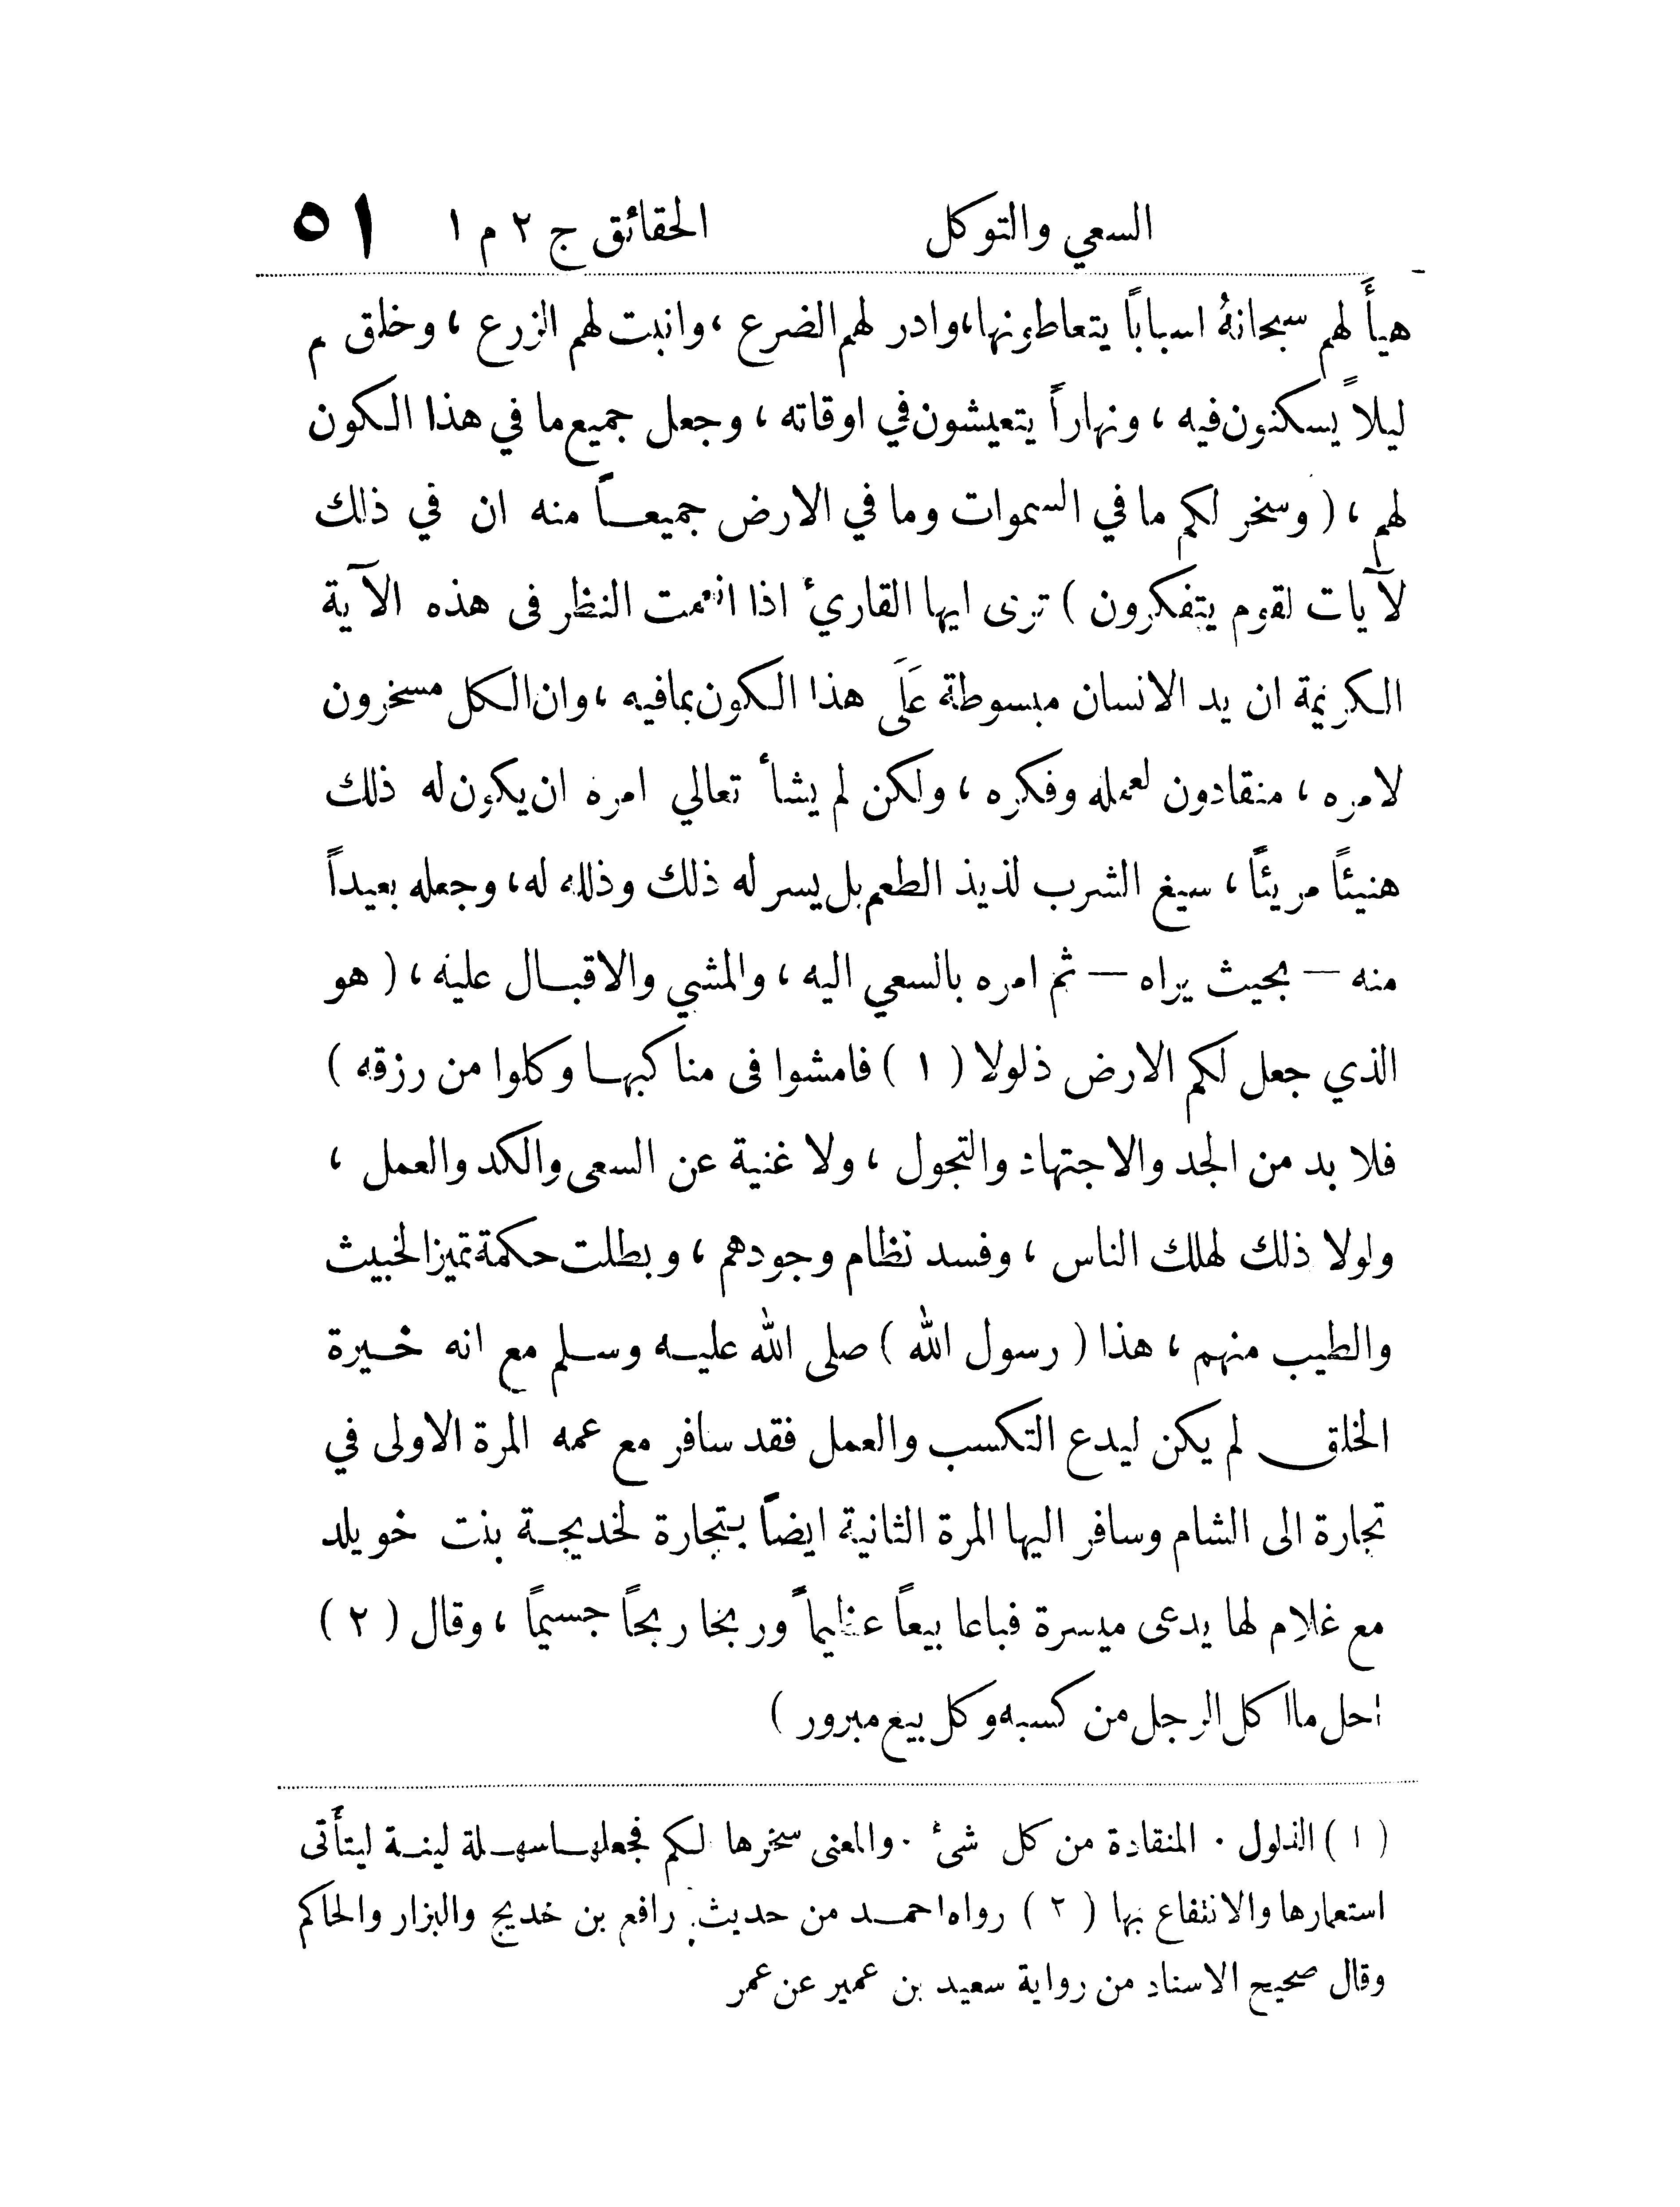 السعي والتوكل الحقائق ج ٢ م ١ ٥١
هيأَ لهم سبحانهُ اسبابًا يتعاطونها، وادر لهم الضرع ، وانبت لهم الزرع ، وخلق م
ليلاً يسكنون فيه ، ونهاراً يتعيشون في اوقاته ، وجعل جميع ما في هذا الكون
لهم ، ( وسخر لكم ما في السموات وما في الارض جميعاً منه ان في ذلك
لآيات لقوم يتفكرون ) ترى ايها القاريء اذا انعمت النظر فى هذه الآية
الكريمة ان يد الانسان مبسوطة عَلَى هذا الكون بما فيه ، وان الكل مسخرون
لامره ، منقادون لعمله وفكره ، ولكن لم يشأ تعالي امره ان يكون له ذلك
هنيئًا مريئًا ، سيغ الشرب لذيذ الطعم بل يسر له ذلك وذلله له ، وجعله بعيداً
منه — بحيث يراه — ثم امره بالسعي اليه ، والمشي والاقبال عليه ، ( هو
الذي جعل لكم الارض ذلولا ( ١ ) فامشوا فى مناكبها وكلوا من رزقه )
فلا بد من الجد والاجتهاد والتجول ، ولا غنية عن السعى والكد والعمل ،
ولولا ذلك لهلك الناس ، وفسد نظام وجودهم ، وبطلت حكمة تميز الخبيث
والطيب منهم ، هذا ( رسول الله ) صلى الله عليه وسلم مع انه خيرة
الخلق لم يكن ليدع التكسب والعمل فقد سافر مع عمه المرة الاولى في
تجارة الى الشام وسافر اليها المرة الثانية ايضاً بتجارة لخديجة بنت خويلد
مع غلام لها يدعى ميسرة فباعا بيعاً عظيماً وربحا ربحاً جسيمًا ، وقال ( ٢ )
احل ما اكل الرجل من كسبه وكل بيع مبرور )
( ١ ) الذلول ٠ المنقادة من كل شىء ٠ والمعنى سخرها لكم فجعلها سهلة لينة ليتأَتى
استعمارها والانتفاع بها ( ٢ ) رواه احمد من حديث رافع بن خديج والبزار والحاكم
وقال صحيح الاسناد من رواية سعيد بن عمير عن عمر